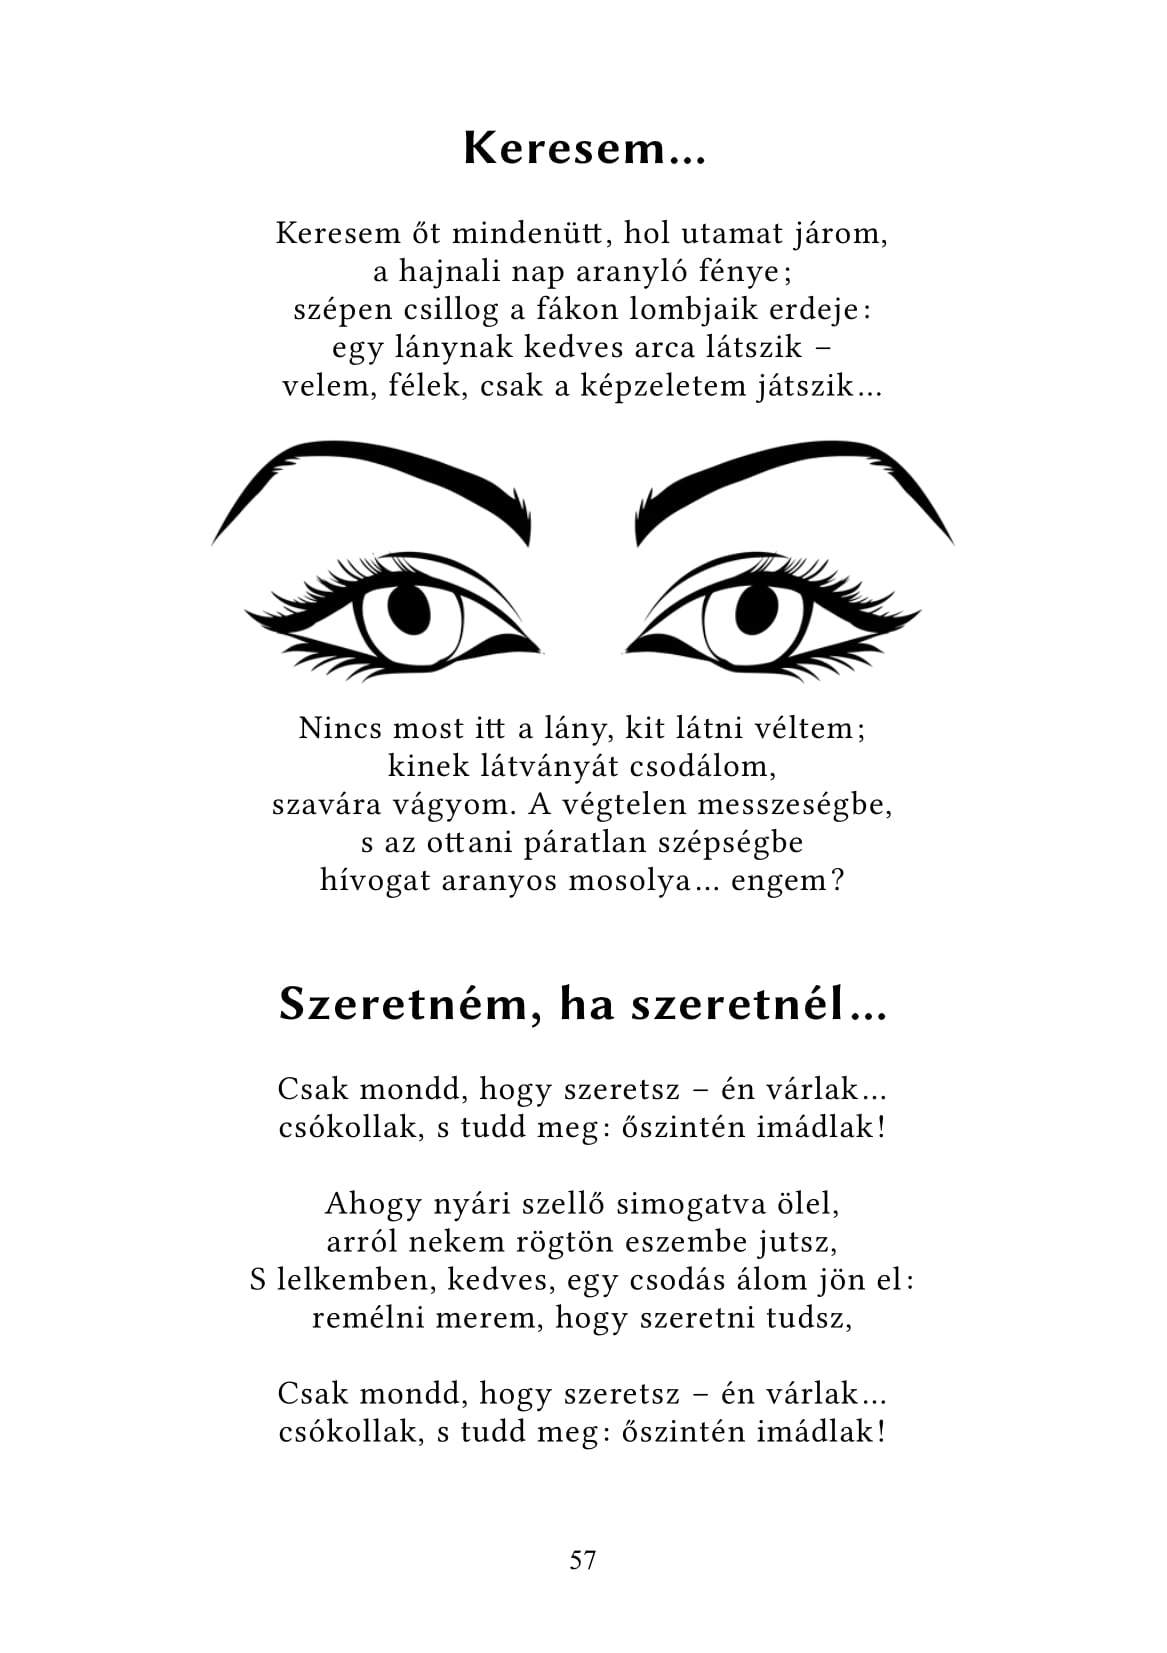 Keresem…
Keresem őt mindenütt, hol utamat járom,
a hajnali nap aranyló fénye;
szépen csillog a fákon lombjaik erdeje:
egy lánynak kedves arca látszik –
velem, félek, csak a képzeletem játszik…
Nincs most itt a lány, kit látni véltem;
kinek látványát csodálom,
szavára vágyom. A végtelen messzeségbe,
s az ottani páratlan szépségbe
hívogat aranyos mosolya… engem?
Szeretném, ha szeretnél…
Csak mondd, hogy szeretsz – én várlak…
csókollak, s tudd meg: őszintén imádlak!
Ahogy nyári szellő simogatva ölel,
arról nekem rögtön eszembe jutsz,
S lelkemben, kedves, egy csodás álom jön el:
remélni merem, hogy szeretni tudsz,
Csak mondd, hogy szeretsz – én várlak…
csókollak, s tudd meg: őszintén imádlak!
57